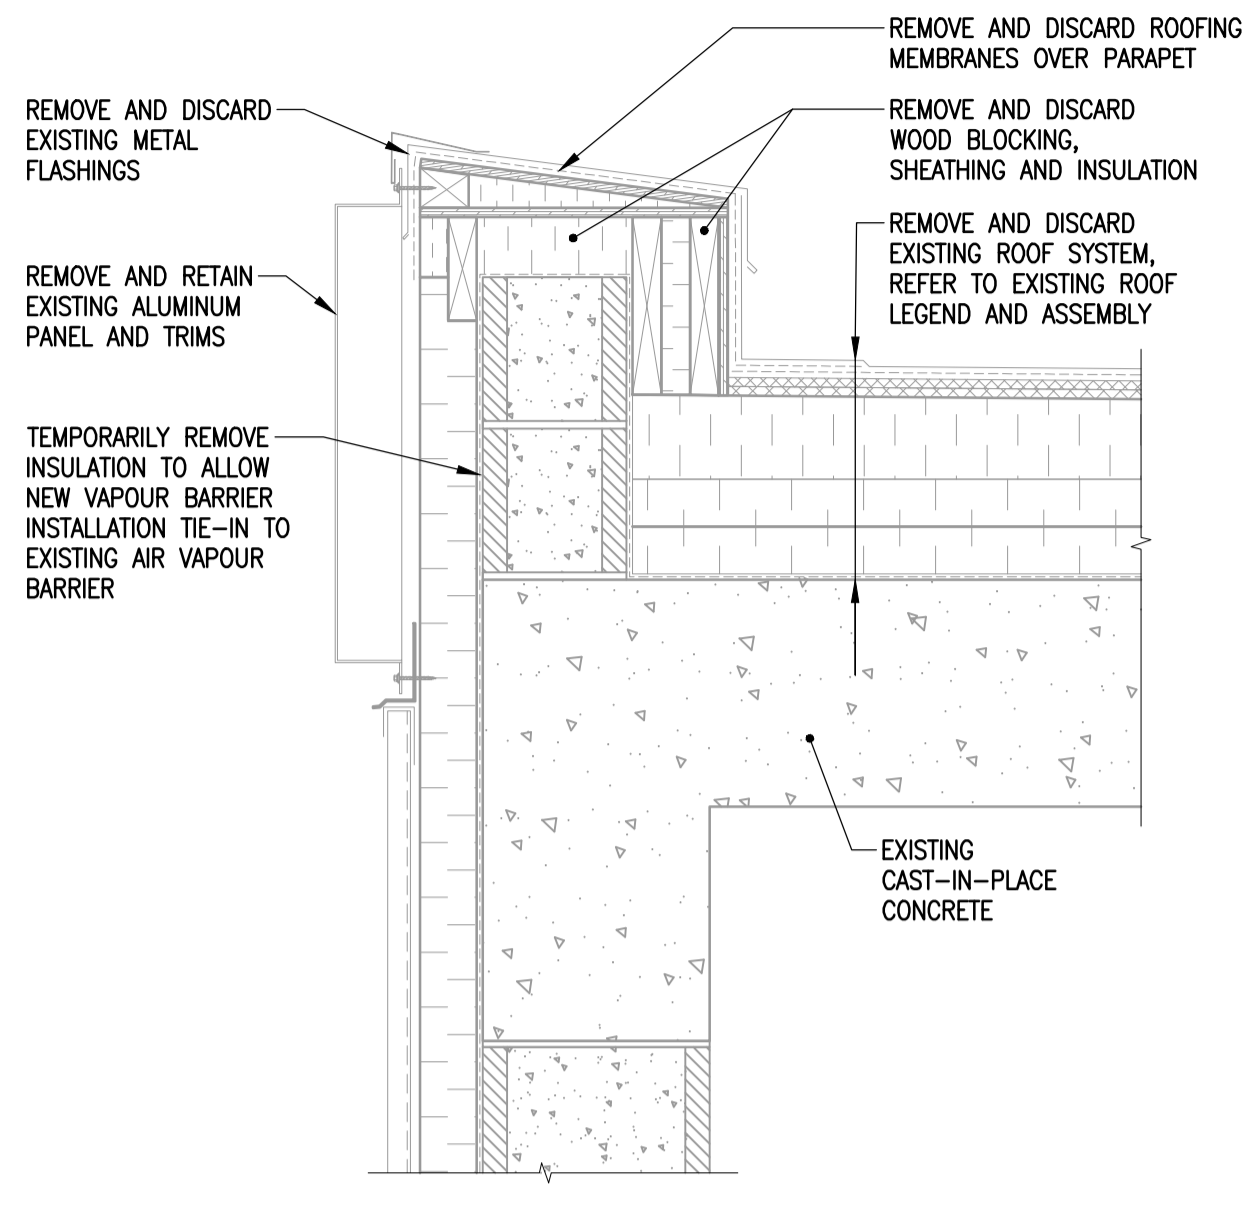 REMOVE AND DISCARD ROOFING
MEMBRANES OVER PARAPET
REMOVE AND DISCARD
EXISTING METAL
FLASHINGS
REMOVE AND DISCARD
WOOD BLOCKING,
SHEATHING AND INSULATION
REMOVE AND DISCARD
EXISTING ROOF SYSTEM,
REFER TO EXISTING ROOF
LEGEND AND ASSEMBLY
REMOVE AND RETAIN
EXISTING ALUMINUM
PANEL AND TRIMS
TEMPORARILY REMOVE
INSULATION TO ALLOW
NEW VAPOUR BARRIER
INSTALLATION TIE-IN TO
EXISTING AIR VAPOUR
BARRIER
EXISTING
CAST-IN-PLACE
CONCRETE